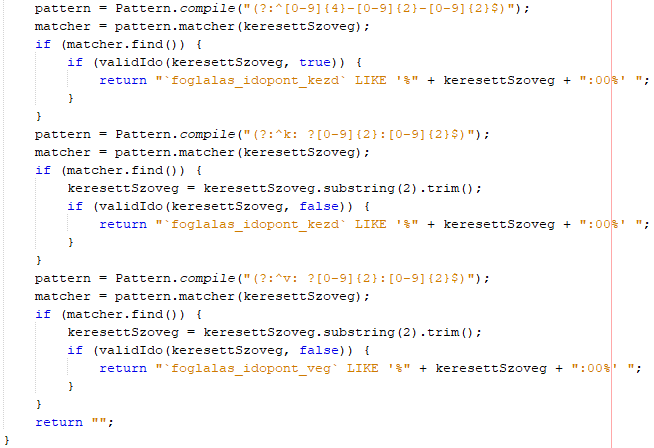 pattern = Pattern.compile("(?:^[0-9]{4}-[0-9]{2}-[0-9]{2}$)");
matcher = pattern.matcher(keresettSzoveg);
if (matcher.find()) {
if (validIdo(keresettSzoveg, true)) {
return "`foglalas_idopont_kezd` LIKE '%" + keresettSzoveg + ":00%' ";
}
}
pattern = Pattern.compile("(?:^k: ?[0-9]{2}:[0-9]{2}$)");
matcher = pattern.matcher(keresettSzoveg);
if (matcher.find()) {
keresettSzoveg = keresettSzoveg.substring(2).trim();
if (validIdo(keresettSzoveg, false)) {
return "`foglalas_idopont_kezd` LIKE '%" + keresettSzoveg + ":00%' ";
}
}
pattern = Pattern.compile("(?:^v: ?[0-9]{2}:[0-9]{2}$)");
matcher = pattern.matcher(keresettSzoveg);
if (matcher.find()) {
keresettSzoveg = keresettSzoveg.substring(2).trim();
if (validIdo(keresettSzoveg, false)) {
return "`foglalas_idopont_veg` LIKE '%" + keresettSzoveg + ":00%' ";
}
}
return "";
}